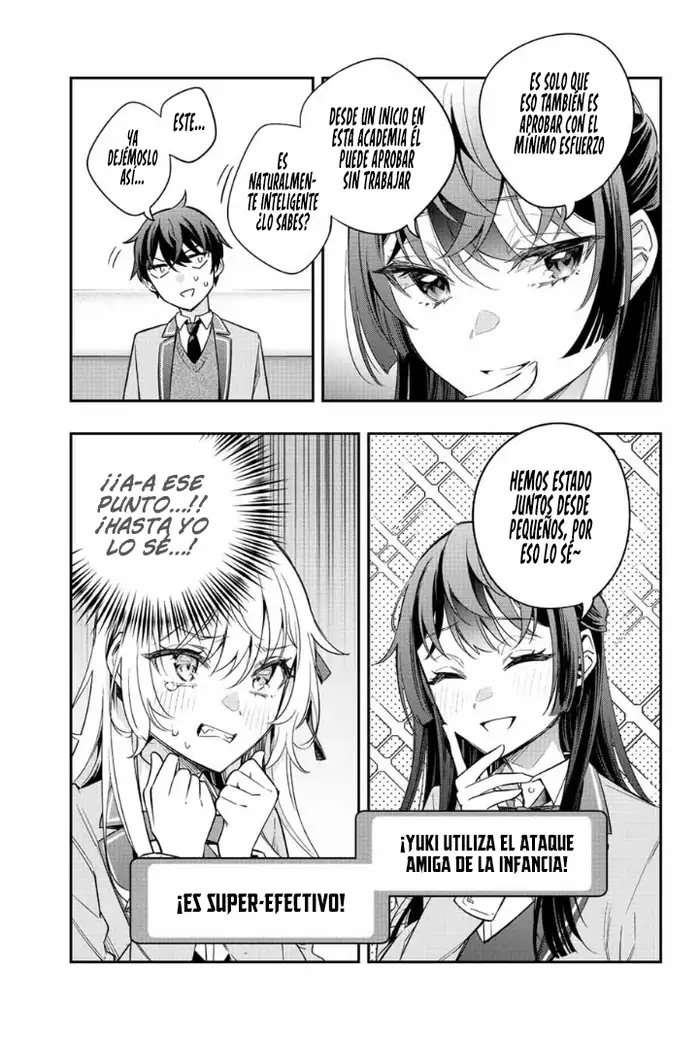 ES SOLO QUE
ESO TAMBIÉN ES
APROBAR CON EL
MÍNIMO ESFUERZO
DESDE UN INICIO EN
ESTA ACADEMIA ÉL
PUEDE APROBAR
SIN TRABAJAR
ES
NATURALMEN-
TE INTELIGENTE
¿LO SABES?
ESTE...
YA
DEJÉMOSLO
ASÍ...
HEMOS ESTADO
JUNTOS DESDE
PEQUEÑOS, POR
ESO LO SÉ~
¡¡A-A ESE
PUNTO...!!
¡HASTA YO
LO SÉ...!
¡YUKI UTILIZA EL ATAQUE
AMIGA DE LA INFANCIA!
¡ES SUPER-EFECTIVO!